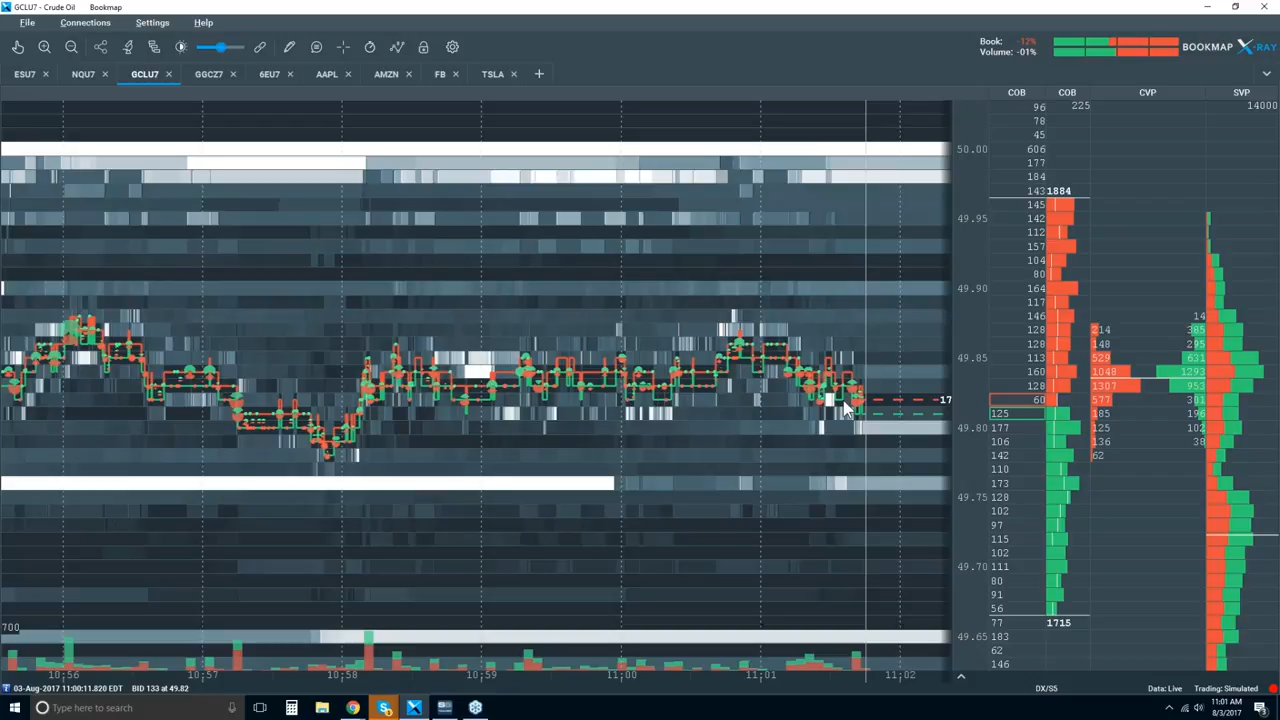 GCLU7 - Crude Oil - Bookmap
File Connections Settings Help
Book: -12%
Volume: -01%
BOOKMAP X-RAY
ESU7 NQU7 GCLU7 GGCZ7 6EU7 AAPL AMZN FB TSLA
COB COB CVP SVP
96 225 14000
78
45
50.00 606
177
184
143 1884
145
49.95 142
112
157
104
80
49.90 164
117
146 14
128 214 385
128 148 295
49.85 113 529 631
160 1048 1293
128 1307 953
17 60 577 301
125 185 196
49.80 177 125 102
106 136 38
142 62
110
173
49.75 128
102
97
115
102
49.70 111
80
91
56
700 77 1715
49.65 183
62
146
10:56 10:57 10:58 10:59 11:00 11:01 11:02
03-Aug-2017 11:00:11.820 EDT BID 133 at 49.82 DX/S5 Data: Live Trading: Simulated
Type here to search
11:01 AM
8/3/2017
3